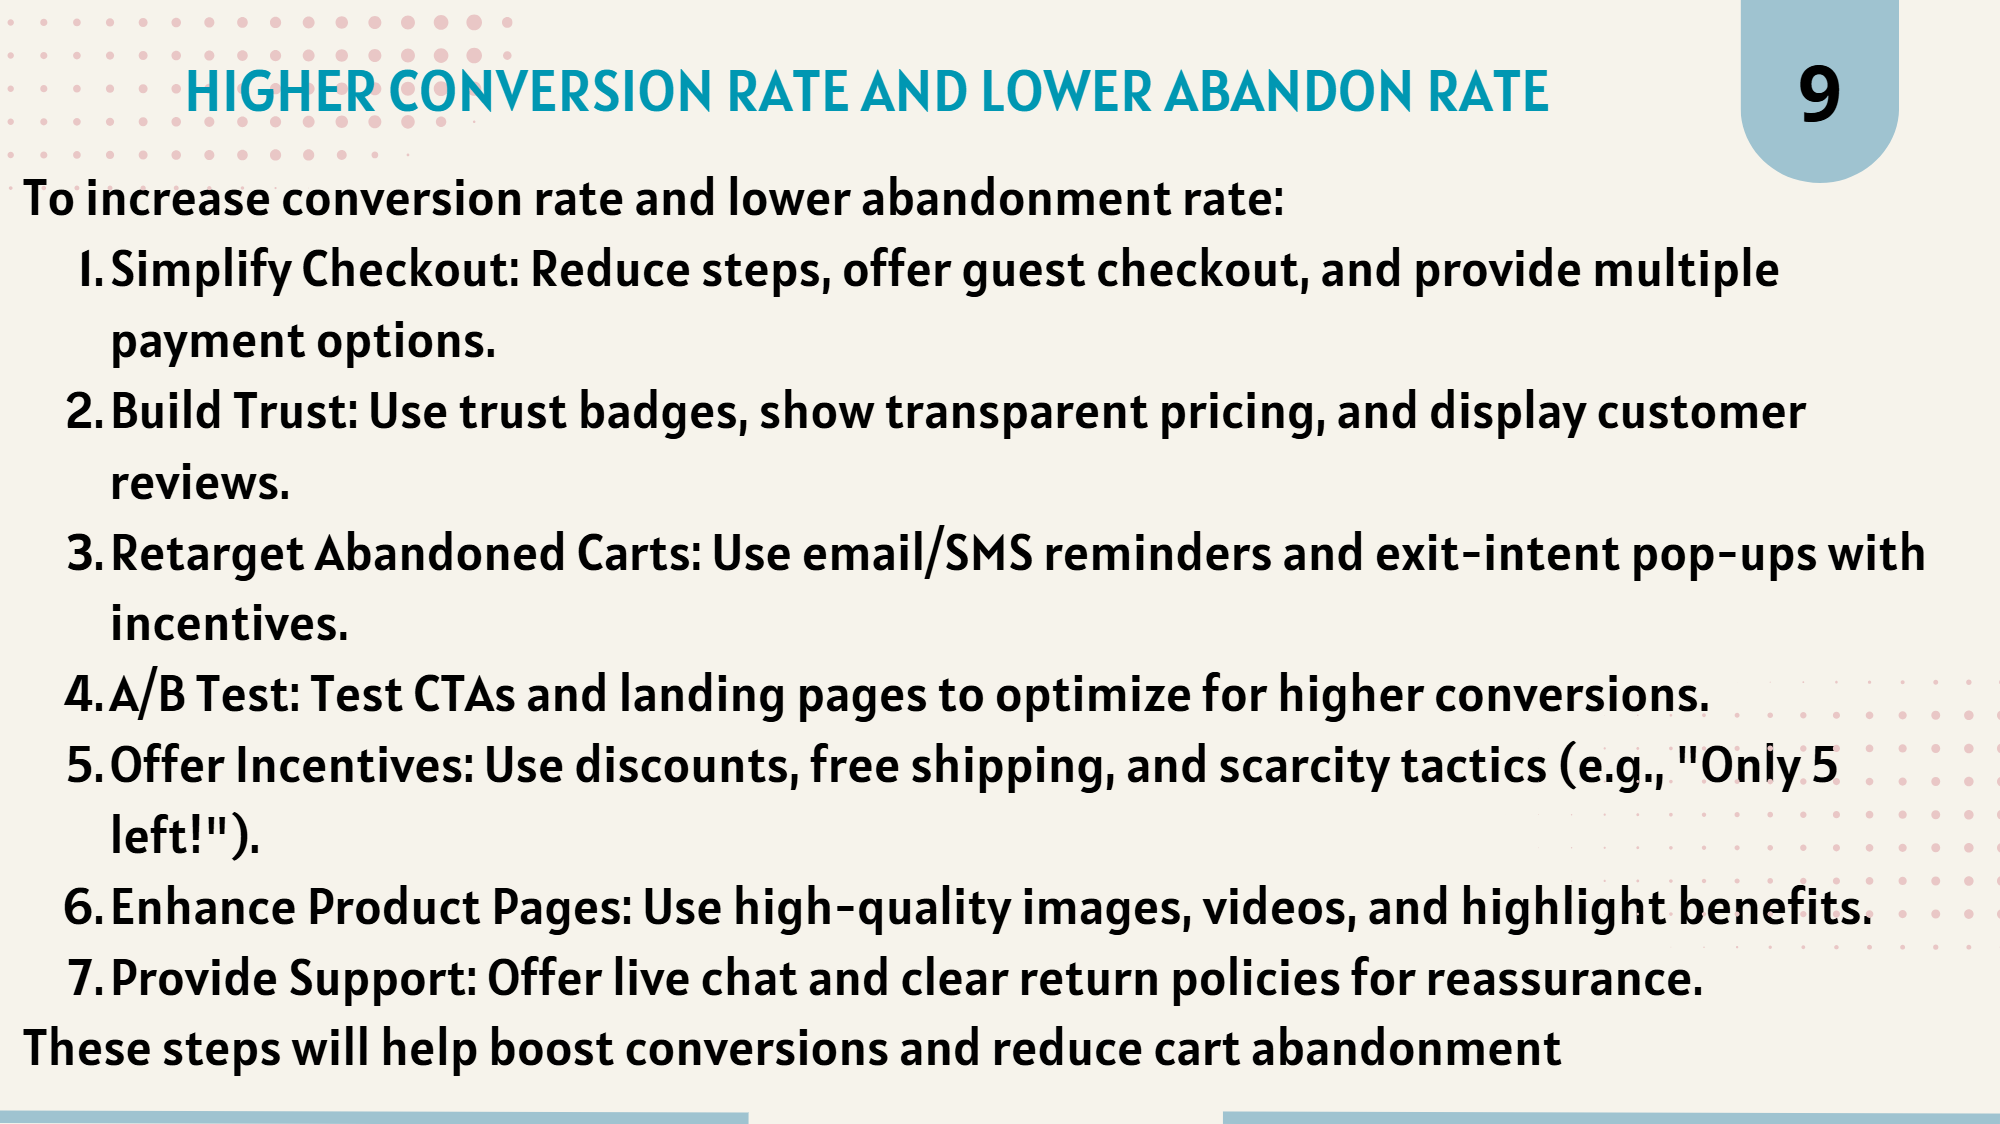 HIGHER CONVERSION RATE AND LOWER ABANDON RATE
9
To increase conversion rate and lower abandonment rate:
1. Simplify Checkout: Reduce steps, offer guest checkout, and provide multiple
payment options.
2. Build Trust: Use trust badges, show transparent pricing, and display customer
reviews.
3. Retarget Abandoned Carts: Use email/SMS reminders and exit-intent pop-ups with
incentives.
4. A/B Test: Test CTAs and landing pages to optimize for higher conversions.
5. Offer Incentives: Use discounts, free shipping, and scarcity tactics (e.g., "Only 5
left!").
6. Enhance Product Pages: Use high-quality images, videos, and highlight benefits.
7. Provide Support: Offer live chat and clear return policies for reassurance.
These steps will help boost conversions and reduce cart abandonment